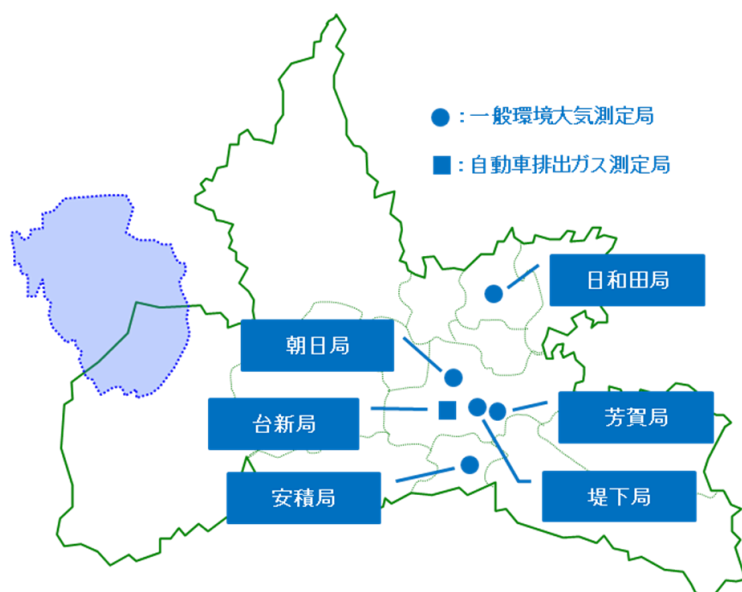 ●:一般環境大気測定局
■:自動車排出ガス測定局
日和田局
朝日局
台新局
芳賀局
安積局
堤下局